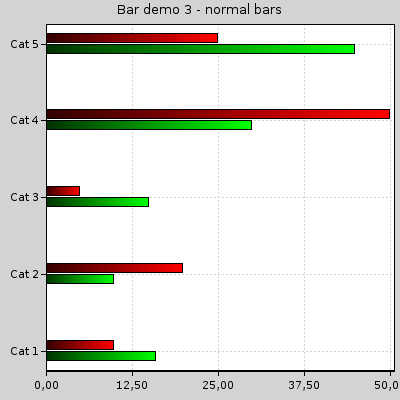 Bar demo 3 - normal bars
Cat 5
Cat 4
Cat 3
Cat 2
Cat 1
0,00 12,50 25,00 37,50 50,0